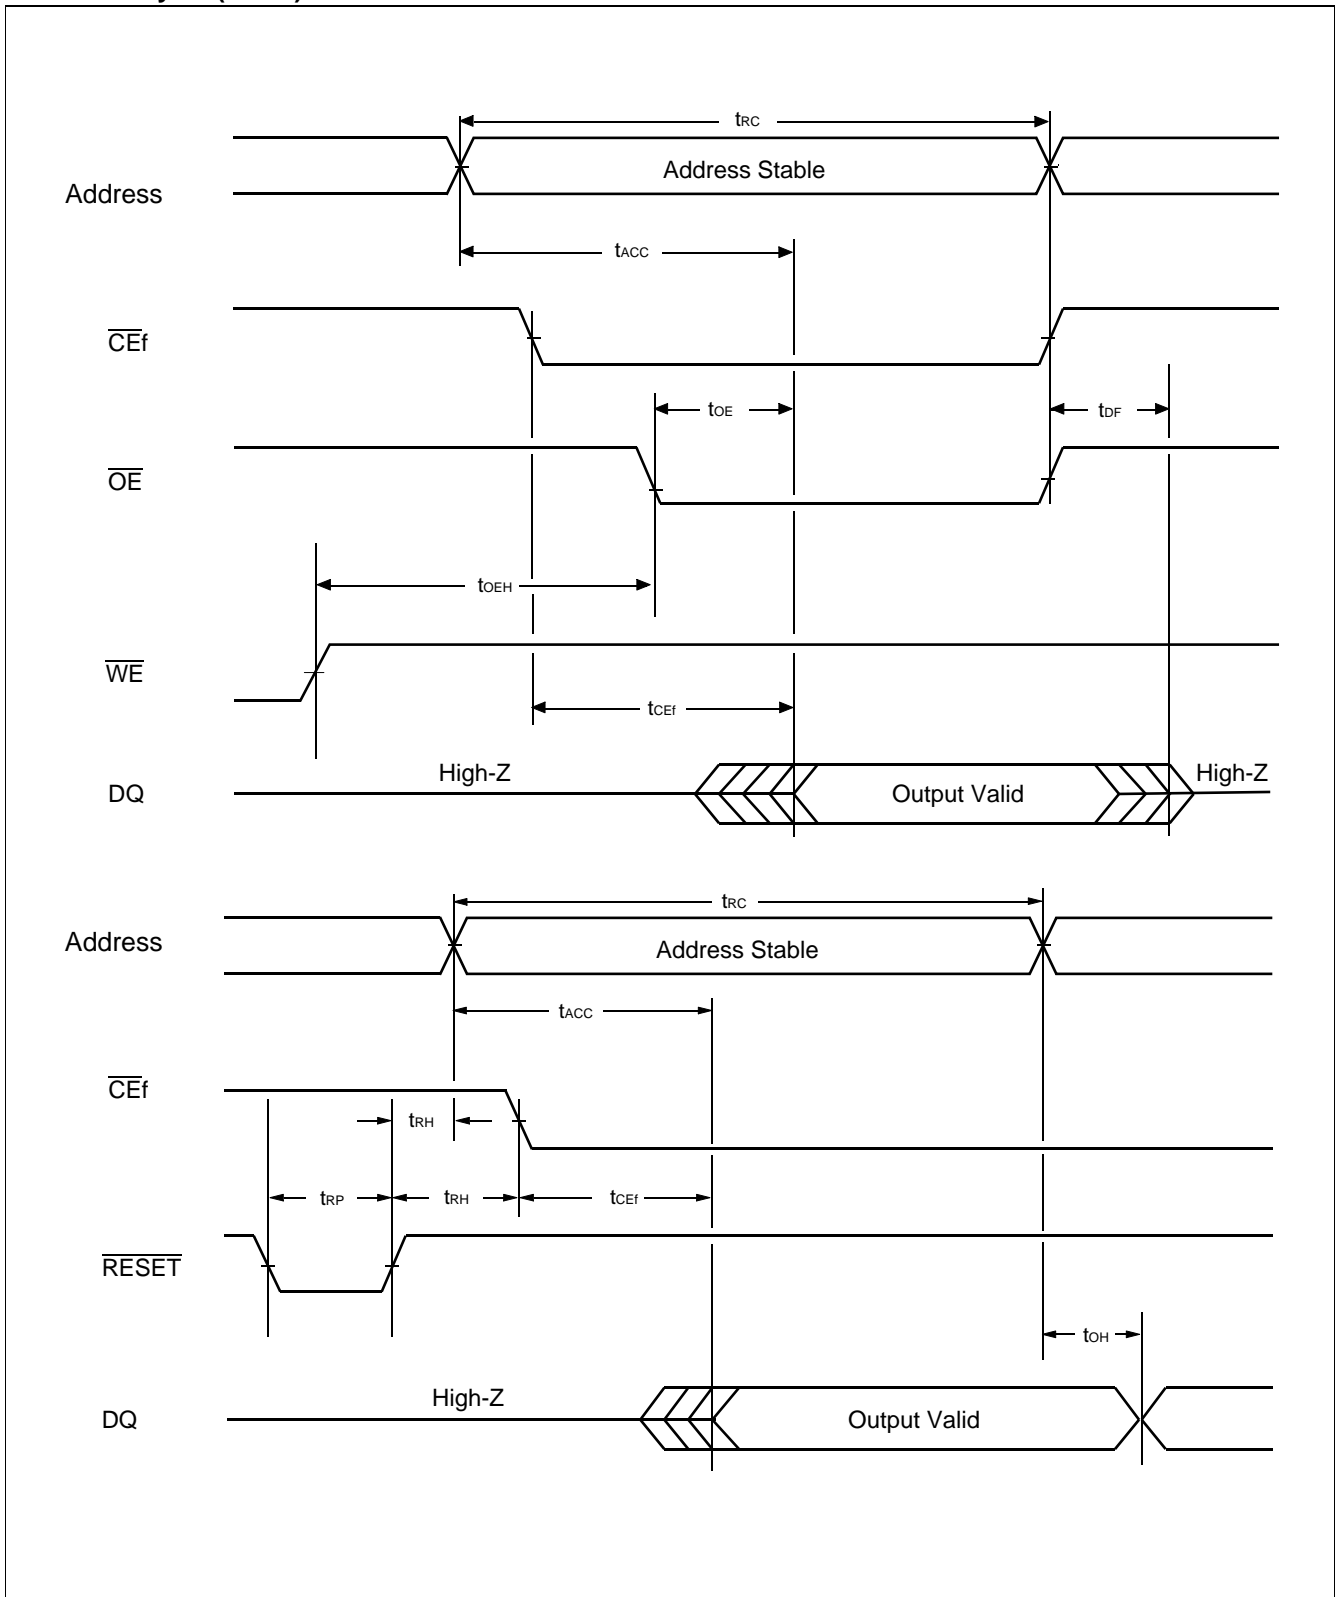 tRC
Address Stable
Address
tACC
CEf
tOE
tDF
OE
tOEH
WE
tCEf
High-Z
High-Z
DQ
Output Valid
tRC
Address
Address Stable
tACC
CEf
tRH
tRP
tRH
tCEf
RESET
tOH
High-Z
DQ
Output Valid